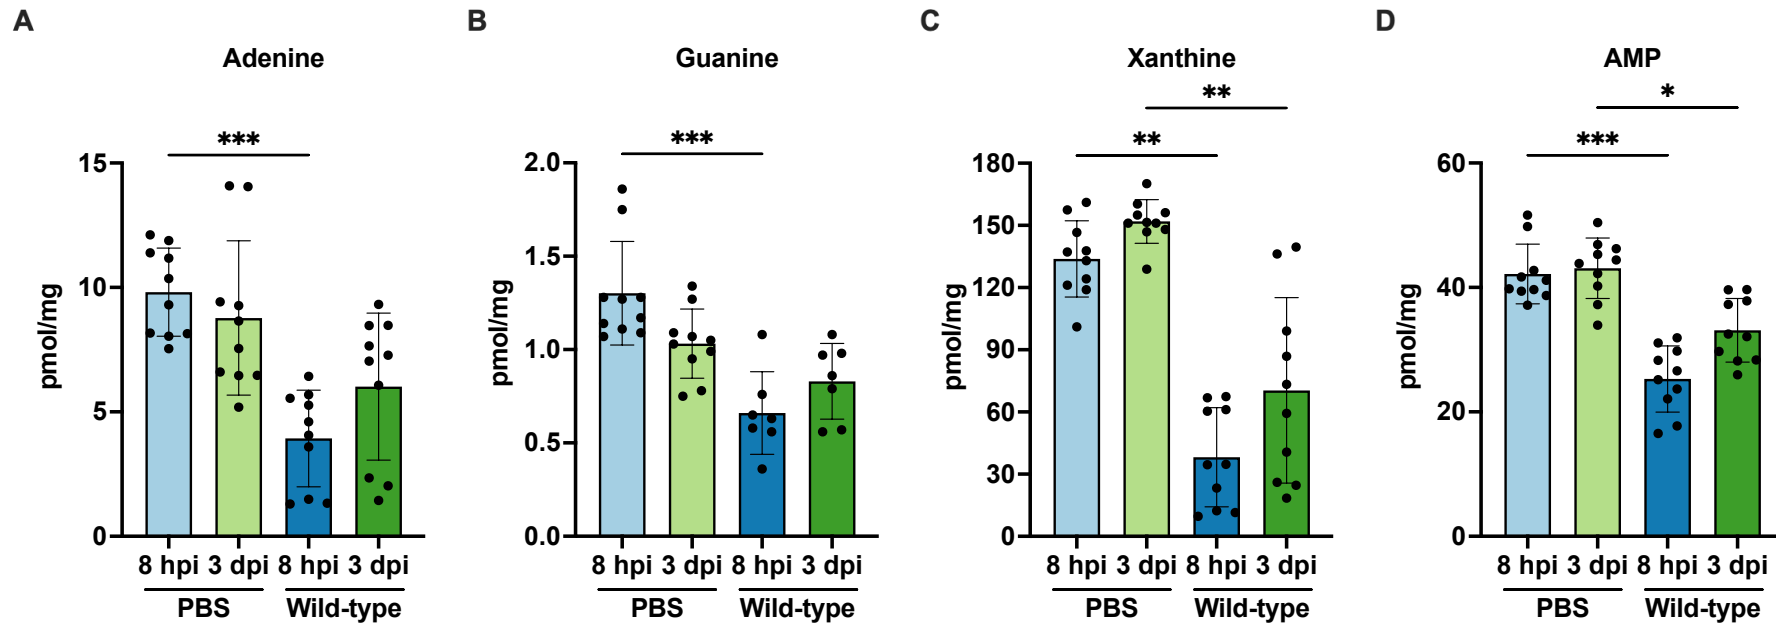 A
Adenine
***
15
10
5
0
pmol/mg
8 hpi 3 dpi 8 hpi 3 dpi
PBS Wild-type
B
Guanine
***
2.0
1.5
1.0
0.5
0.0
pmol/mg
8 hpi 3 dpi 8 hpi 3 dpi
PBS Wild-type
C
Xanthine
**
**
180
150
120
90
60
30
0
pmol/mg
8 hpi 3 dpi 8 hpi 3 dpi
PBS Wild-type
D
AMP
*
***
60
40
20
0
pmol/mg
8 hpi 3 dpi 8 hpi 3 dpi
PBS Wild-type